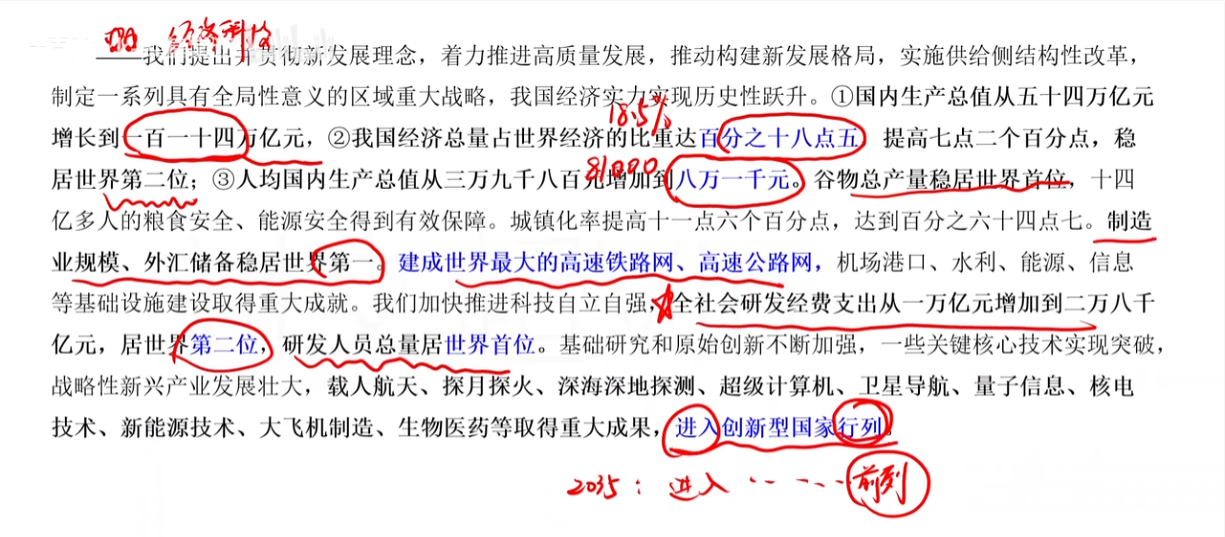 经济科技
——我们提出并贯彻新发展理念，着力推进高质量发展，推动构建新发展格局，实施供给侧结构性改革，
制定一系列具有全局性意义的区域重大战略，我国经济实力实现历史性跃升。①国内生产总值从五十四万亿元
18.5%
增长到一百一十四万亿元，②我国经济总量占世界经济的比重达百分之十八点五 提高七点二个百分点，稳
81000
居世界第二位；③人均国内生产总值从三万九千八百元增加到八万一千元。谷物总产量稳居世界首位，十四
亿多人的粮食安全、能源安全得到有效保障。城镇化率提高十一点六个百分点，达到百分之六十四点七。制造
业规模、外汇储备稳居世界第一。建成世界最大的高速铁路网、高速公路网，机场港口、水利、能源、信息
等基础设施建设取得重大成就。我们加快推进科技自立自强，全社会研发经费支出从一万亿元增加到二万八千
亿元，居世界第二位，研发人员总量居世界首位。基础研究和原始创新不断加强，一些关键核心技术实现突破，
战略性新兴产业发展壮大，载人航天、探月探火、深海深地探测、超级计算机、卫星导航、量子信息、核电
技术、新能源技术、大飞机制造、生物医药等取得重大成果，进入创新型国家行列。
2035：进入……前列